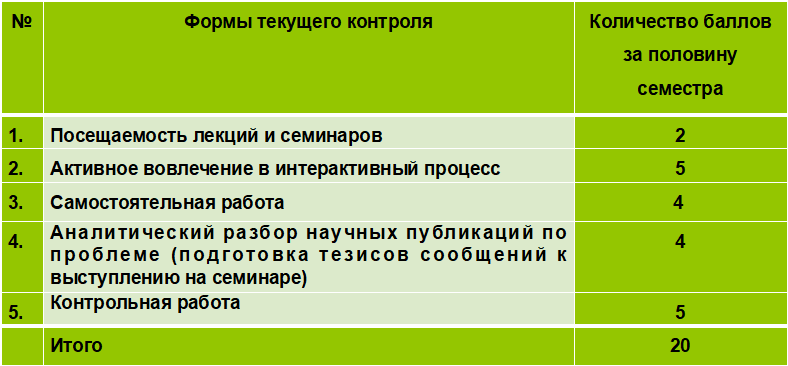 № Формы текущего контроля Количество баллов
за половину
семестра
1. Посещаемость лекций и семинаров 2
2. Активное вовлечение в интерактивный процесс 5
3. Самостоятельная работа 4
4. Аналитический разбор научных публикаций по
проблеме (подготовка тезисов сообщений к 4
выступлению на семинаре)
5. Контрольная работа 5
Итого 20